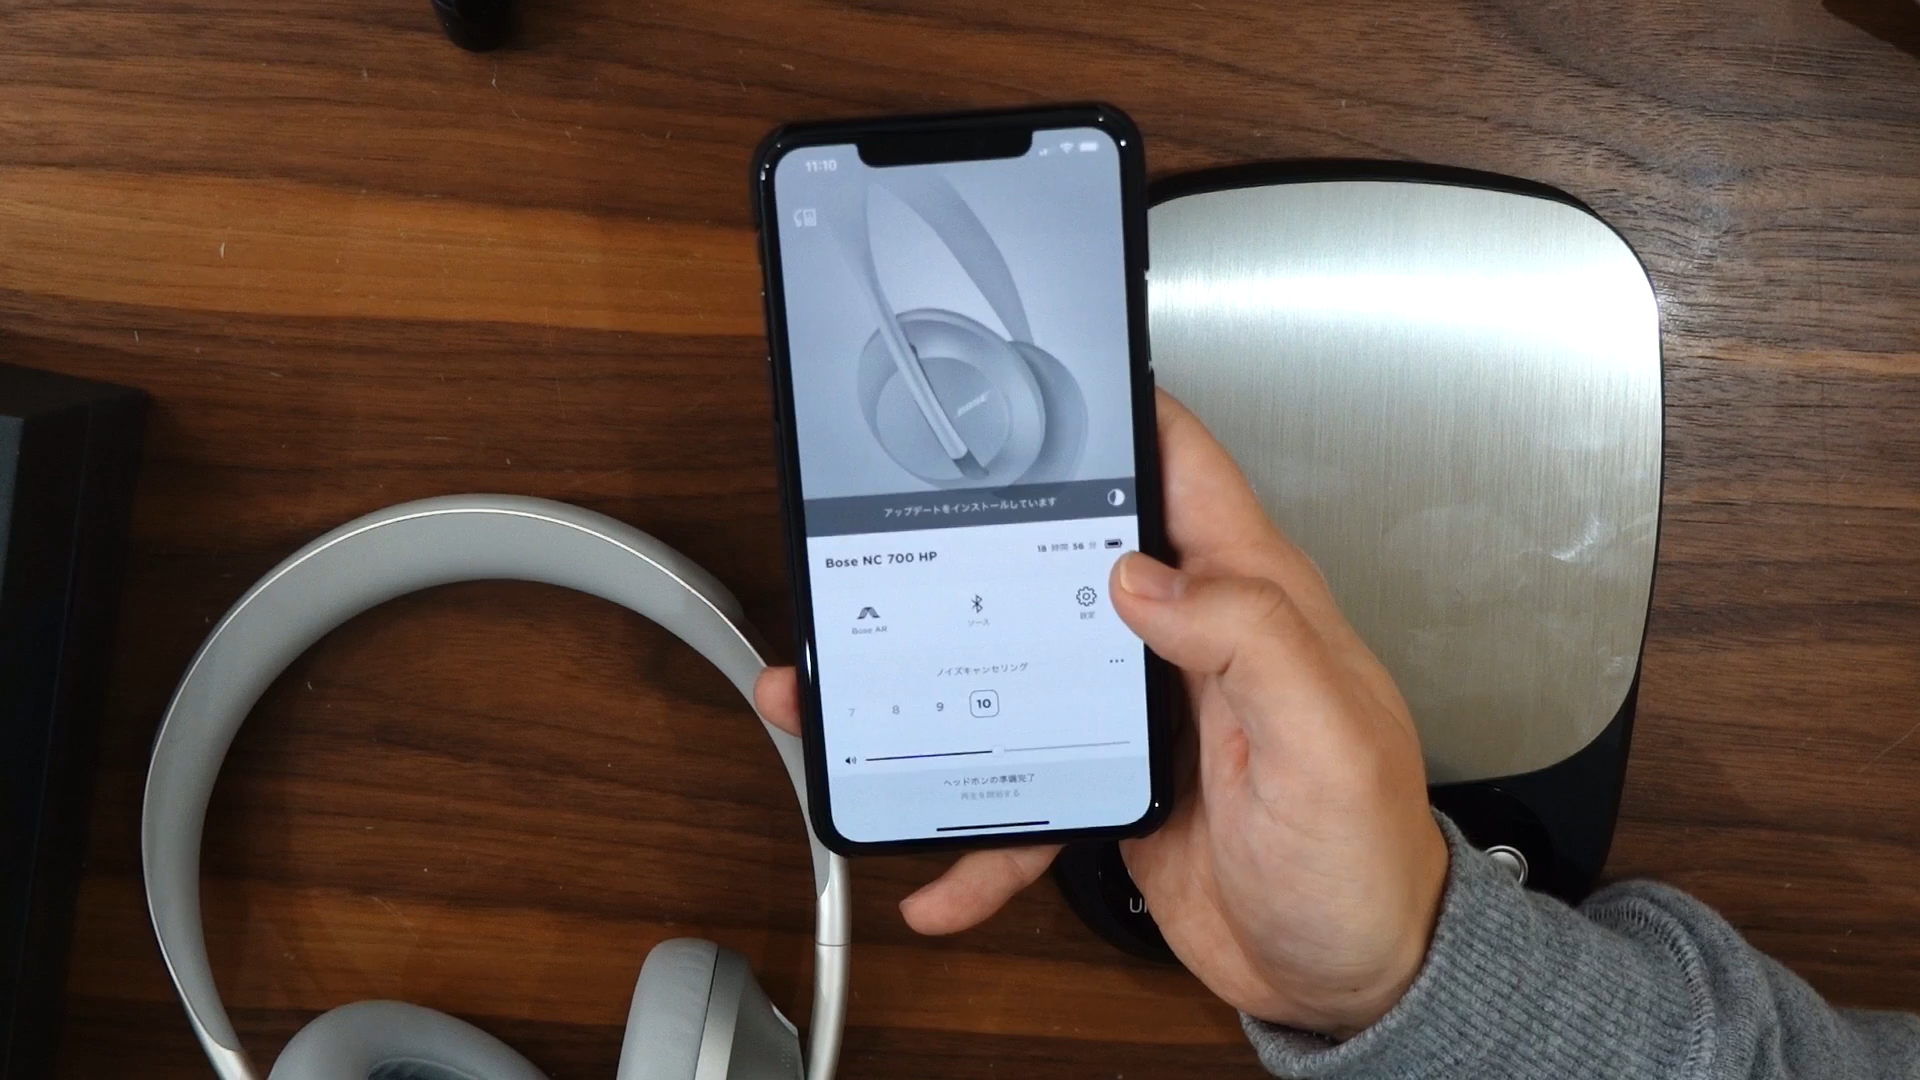 11:10
BOSE
アップデートをインストールしています
Bose NC 700 HP
18 時間 56 分
Bose AR
ソース
設定
ノイズキャンセリング
7 8 9 10
ヘッドホンの準備完了
再生を開始する